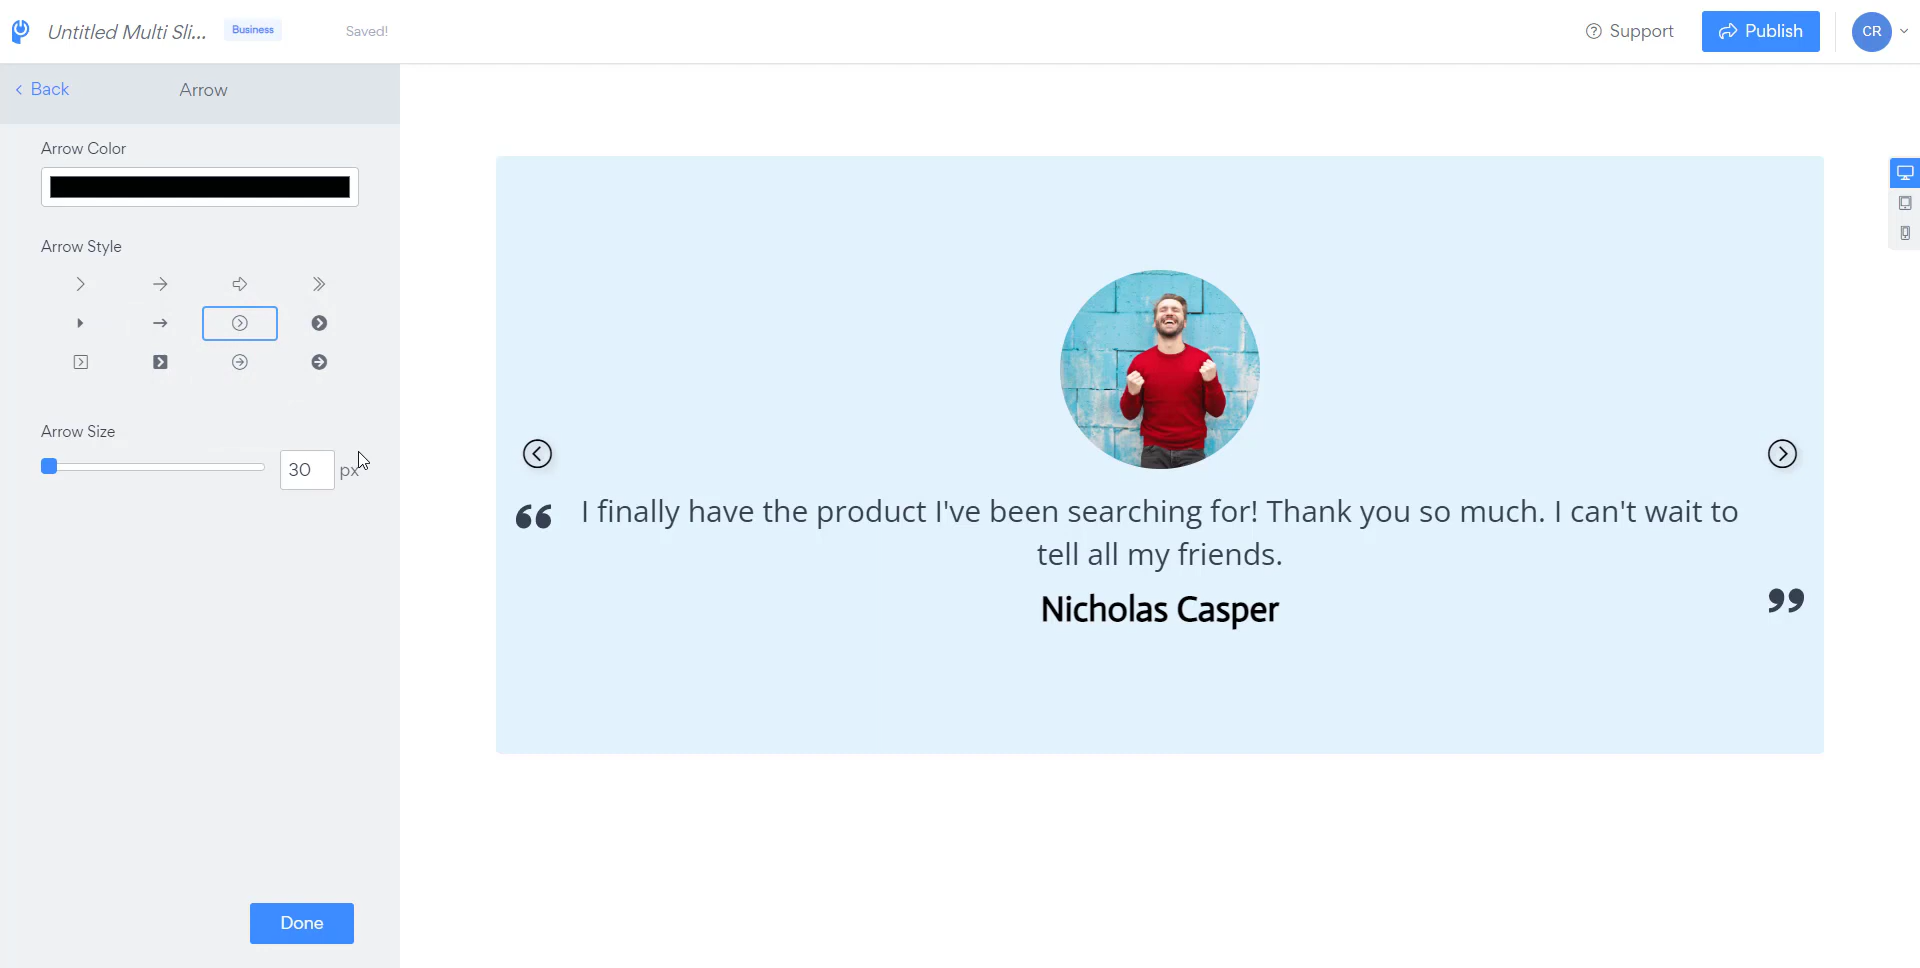 Untitled Multi Sli...
Business
Saved!
Support
Publish
CR
Back
Arrow
Arrow Color
Arrow Style
Arrow Size
30
px
Done
“ I finally have the product I've been searching for! Thank you so much. I can't wait to
tell all my friends.
Nicholas Casper
”